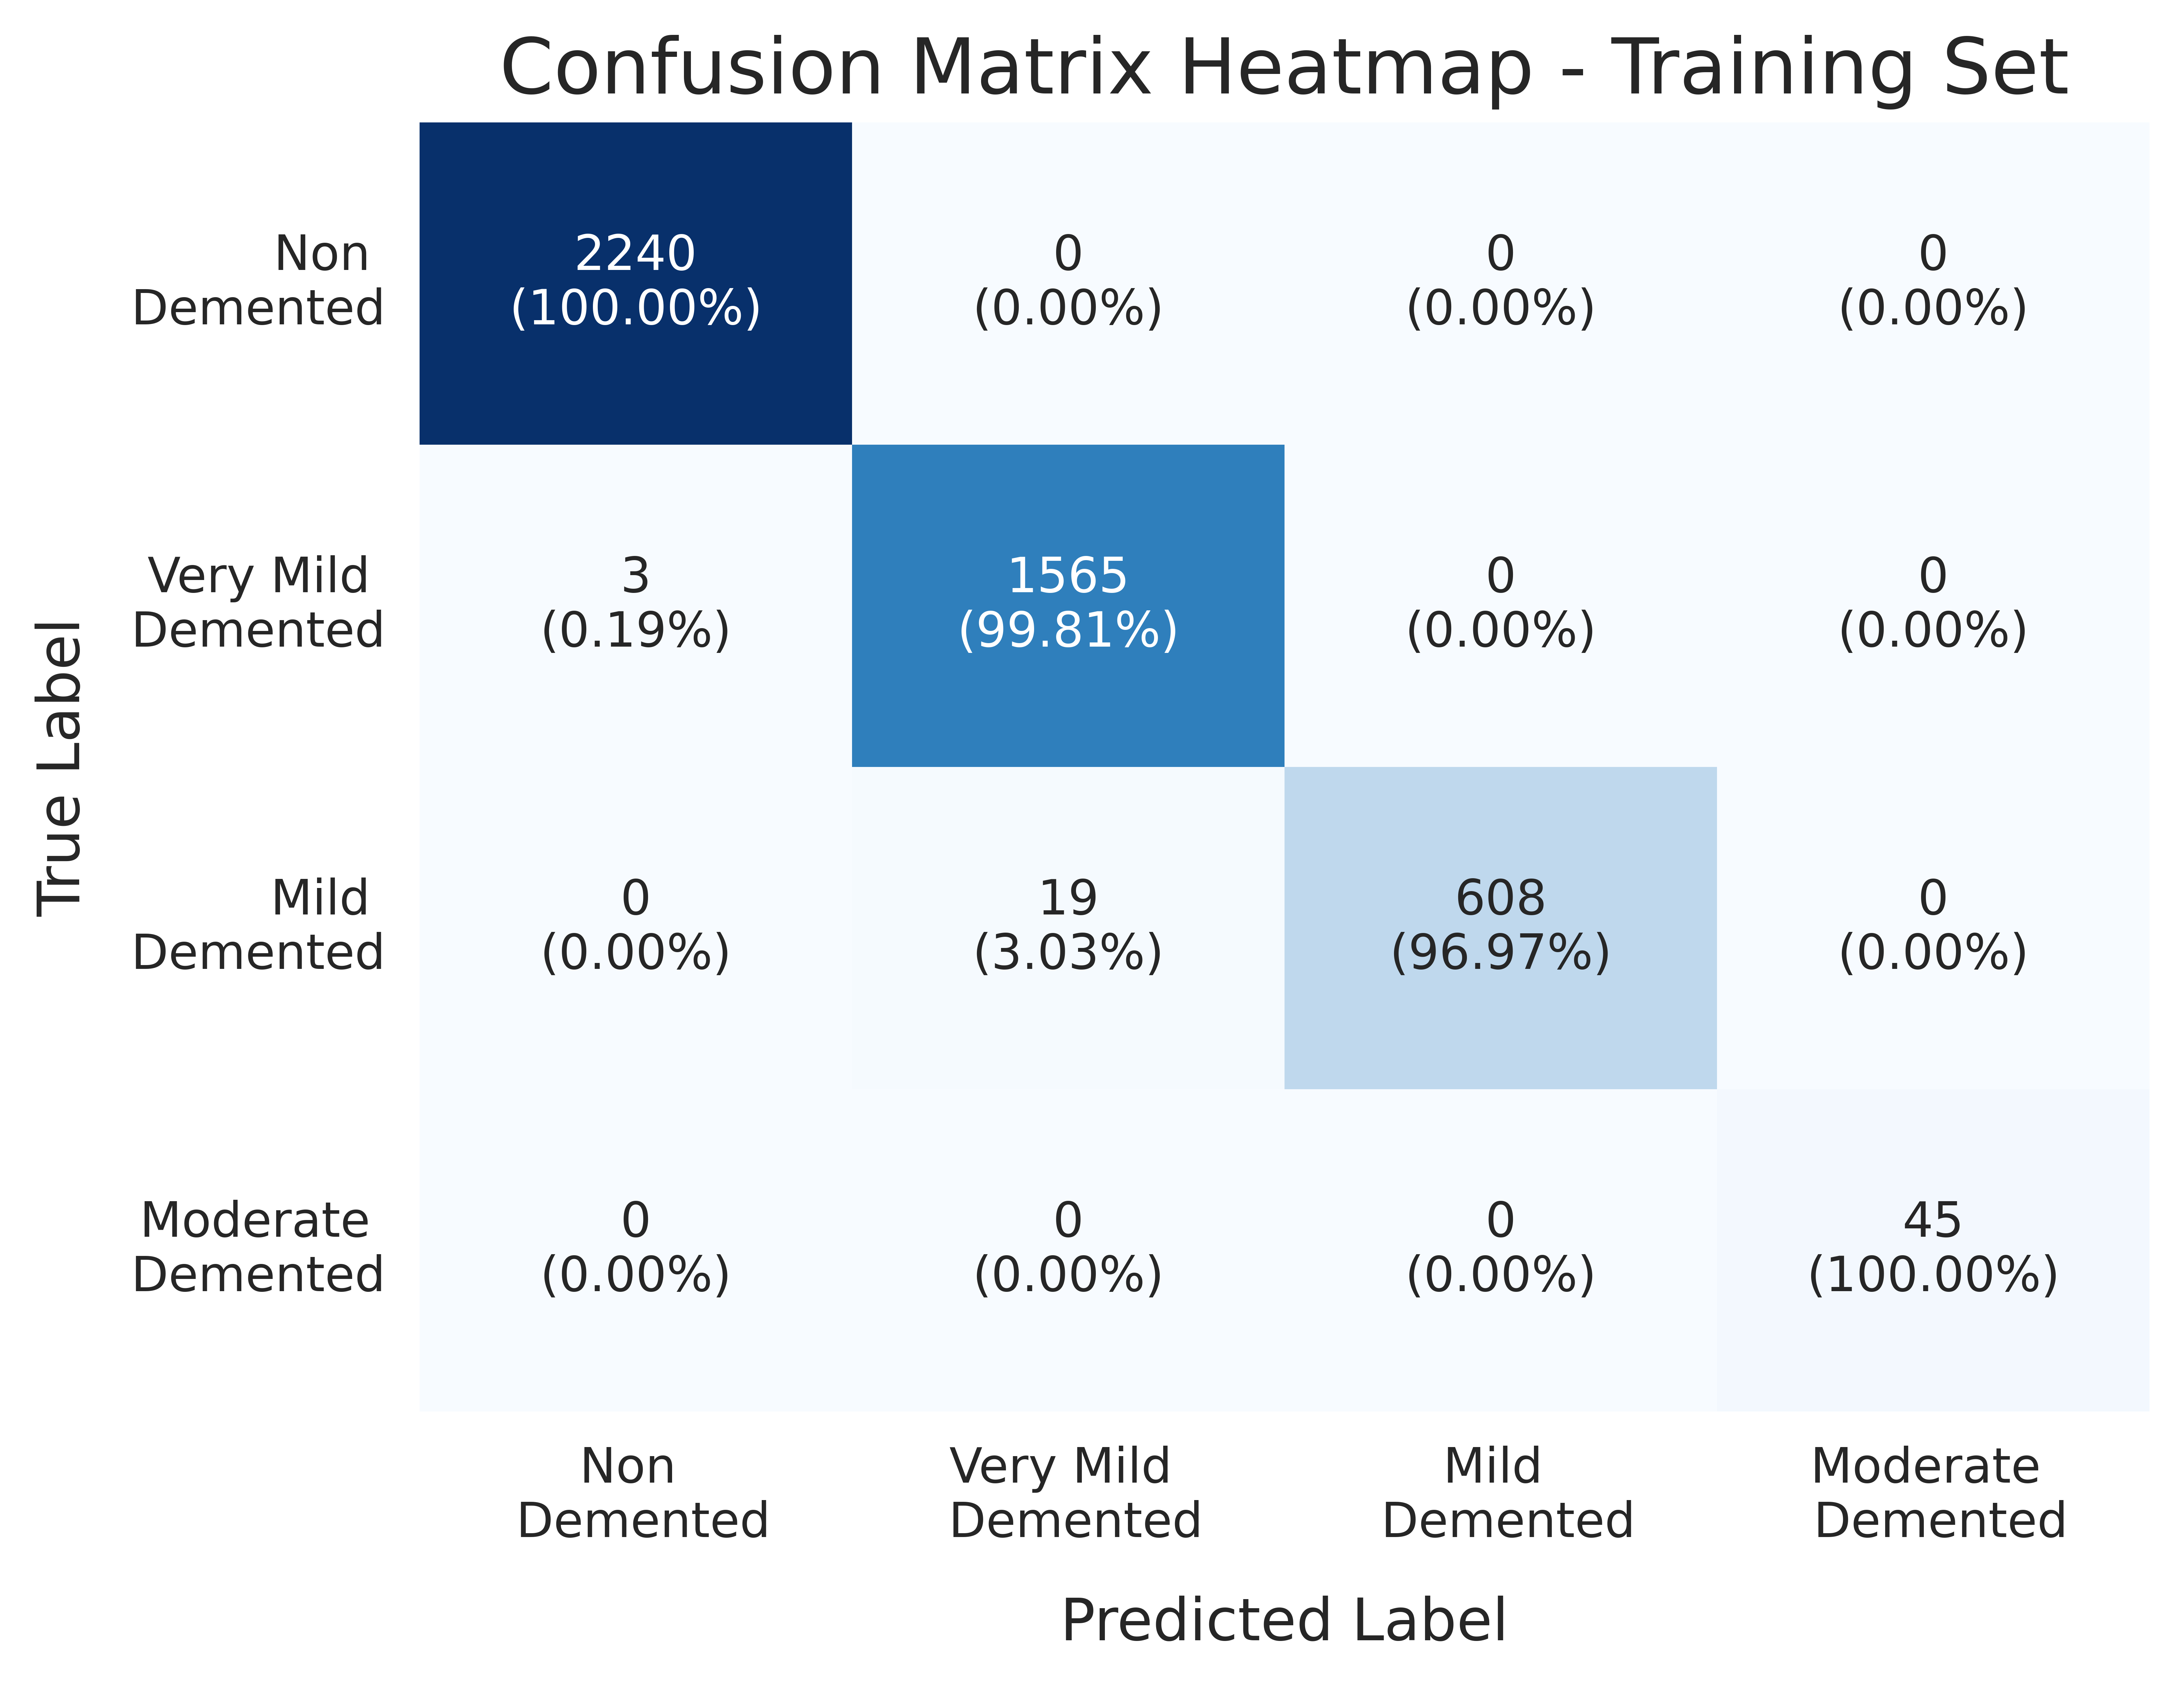 Confusion Matrix Heatmap - Training Set
True Label
Non
Demented
2240
(100.00%)
0
(0.00%)
0
(0.00%)
0
(0.00%)
Very Mild
Demented
3
(0.19%)
1565
(99.81%)
0
(0.00%)
0
(0.00%)
Mild
Demented
0
(0.00%)
19
(3.03%)
608
(96.97%)
0
(0.00%)
Moderate
Demented
0
(0.00%)
0
(0.00%)
0
(0.00%)
45
(100.00%)
Non
Demented
Very Mild
Demented
Mild
Demented
Moderate
Demented
Predicted Label